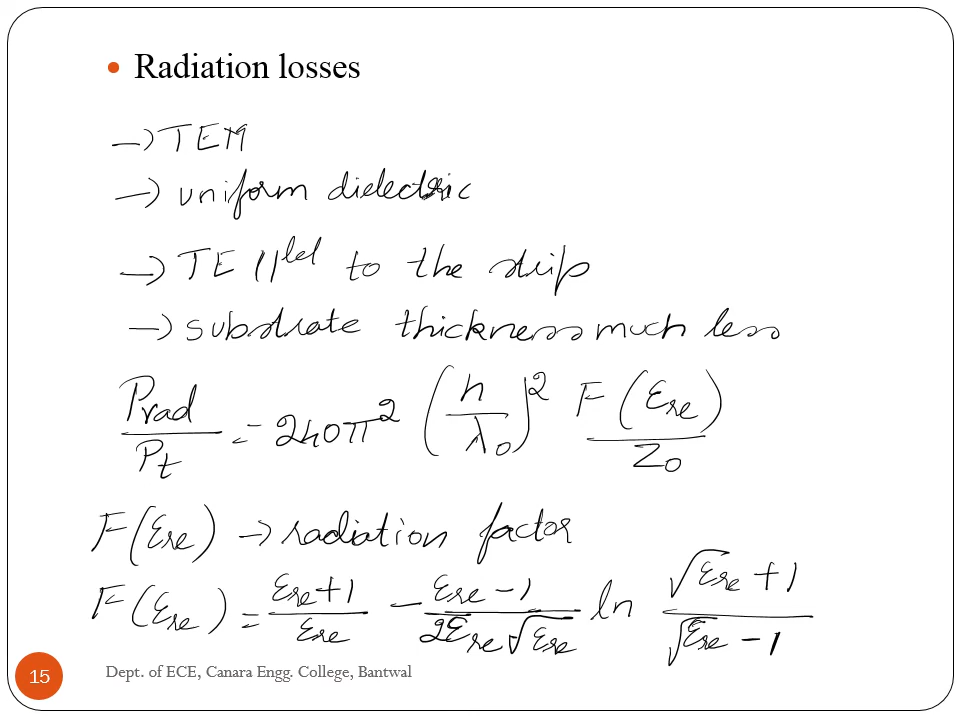 • Radiation losses
→ TEM
→ uniform dielectric
→ TE ||lel to the strip
→ substrate thickness much less
Prad/Pt = 240π² (h/λ₀)² F(εre)/Z₀
F(εre) → radiation factor
F(εre) = (εre+1)/εre − (εre−1)/(2εre√εre) ln (√εre+1)/(√εre−1)
15 Dept. of ECE, Canara Engg. College, Bantwal